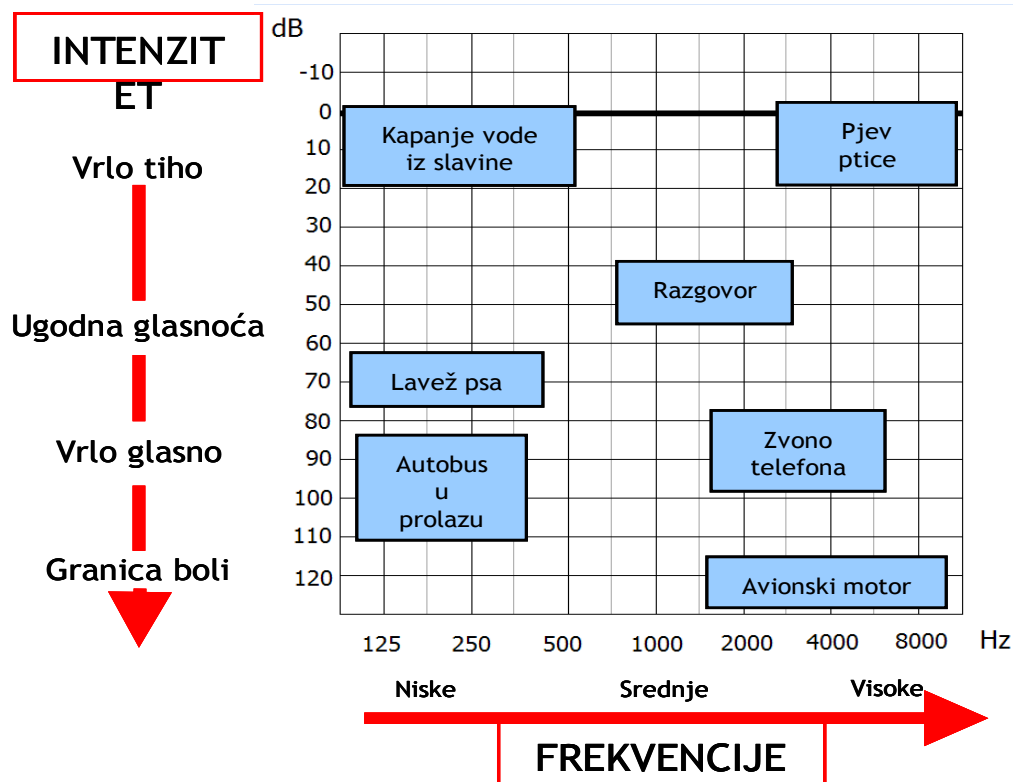 INTENZIT
ET
Vrlo tiho
Ugodna glasnoća
Vrlo glasno
Granica boli
dB
-10
0
10
20
30
40
50
60
70
80
90
100
110
120
Kapanje vode
iz slavine
Pjev
ptice
Razgovor
Lavež psa
Zvono
telefona
Autobus
u
prolazu
Avionski motor
125 250 500 1000 2000 4000 8000 Hz
Niske Srednje Visoke
FREKVENCIJE